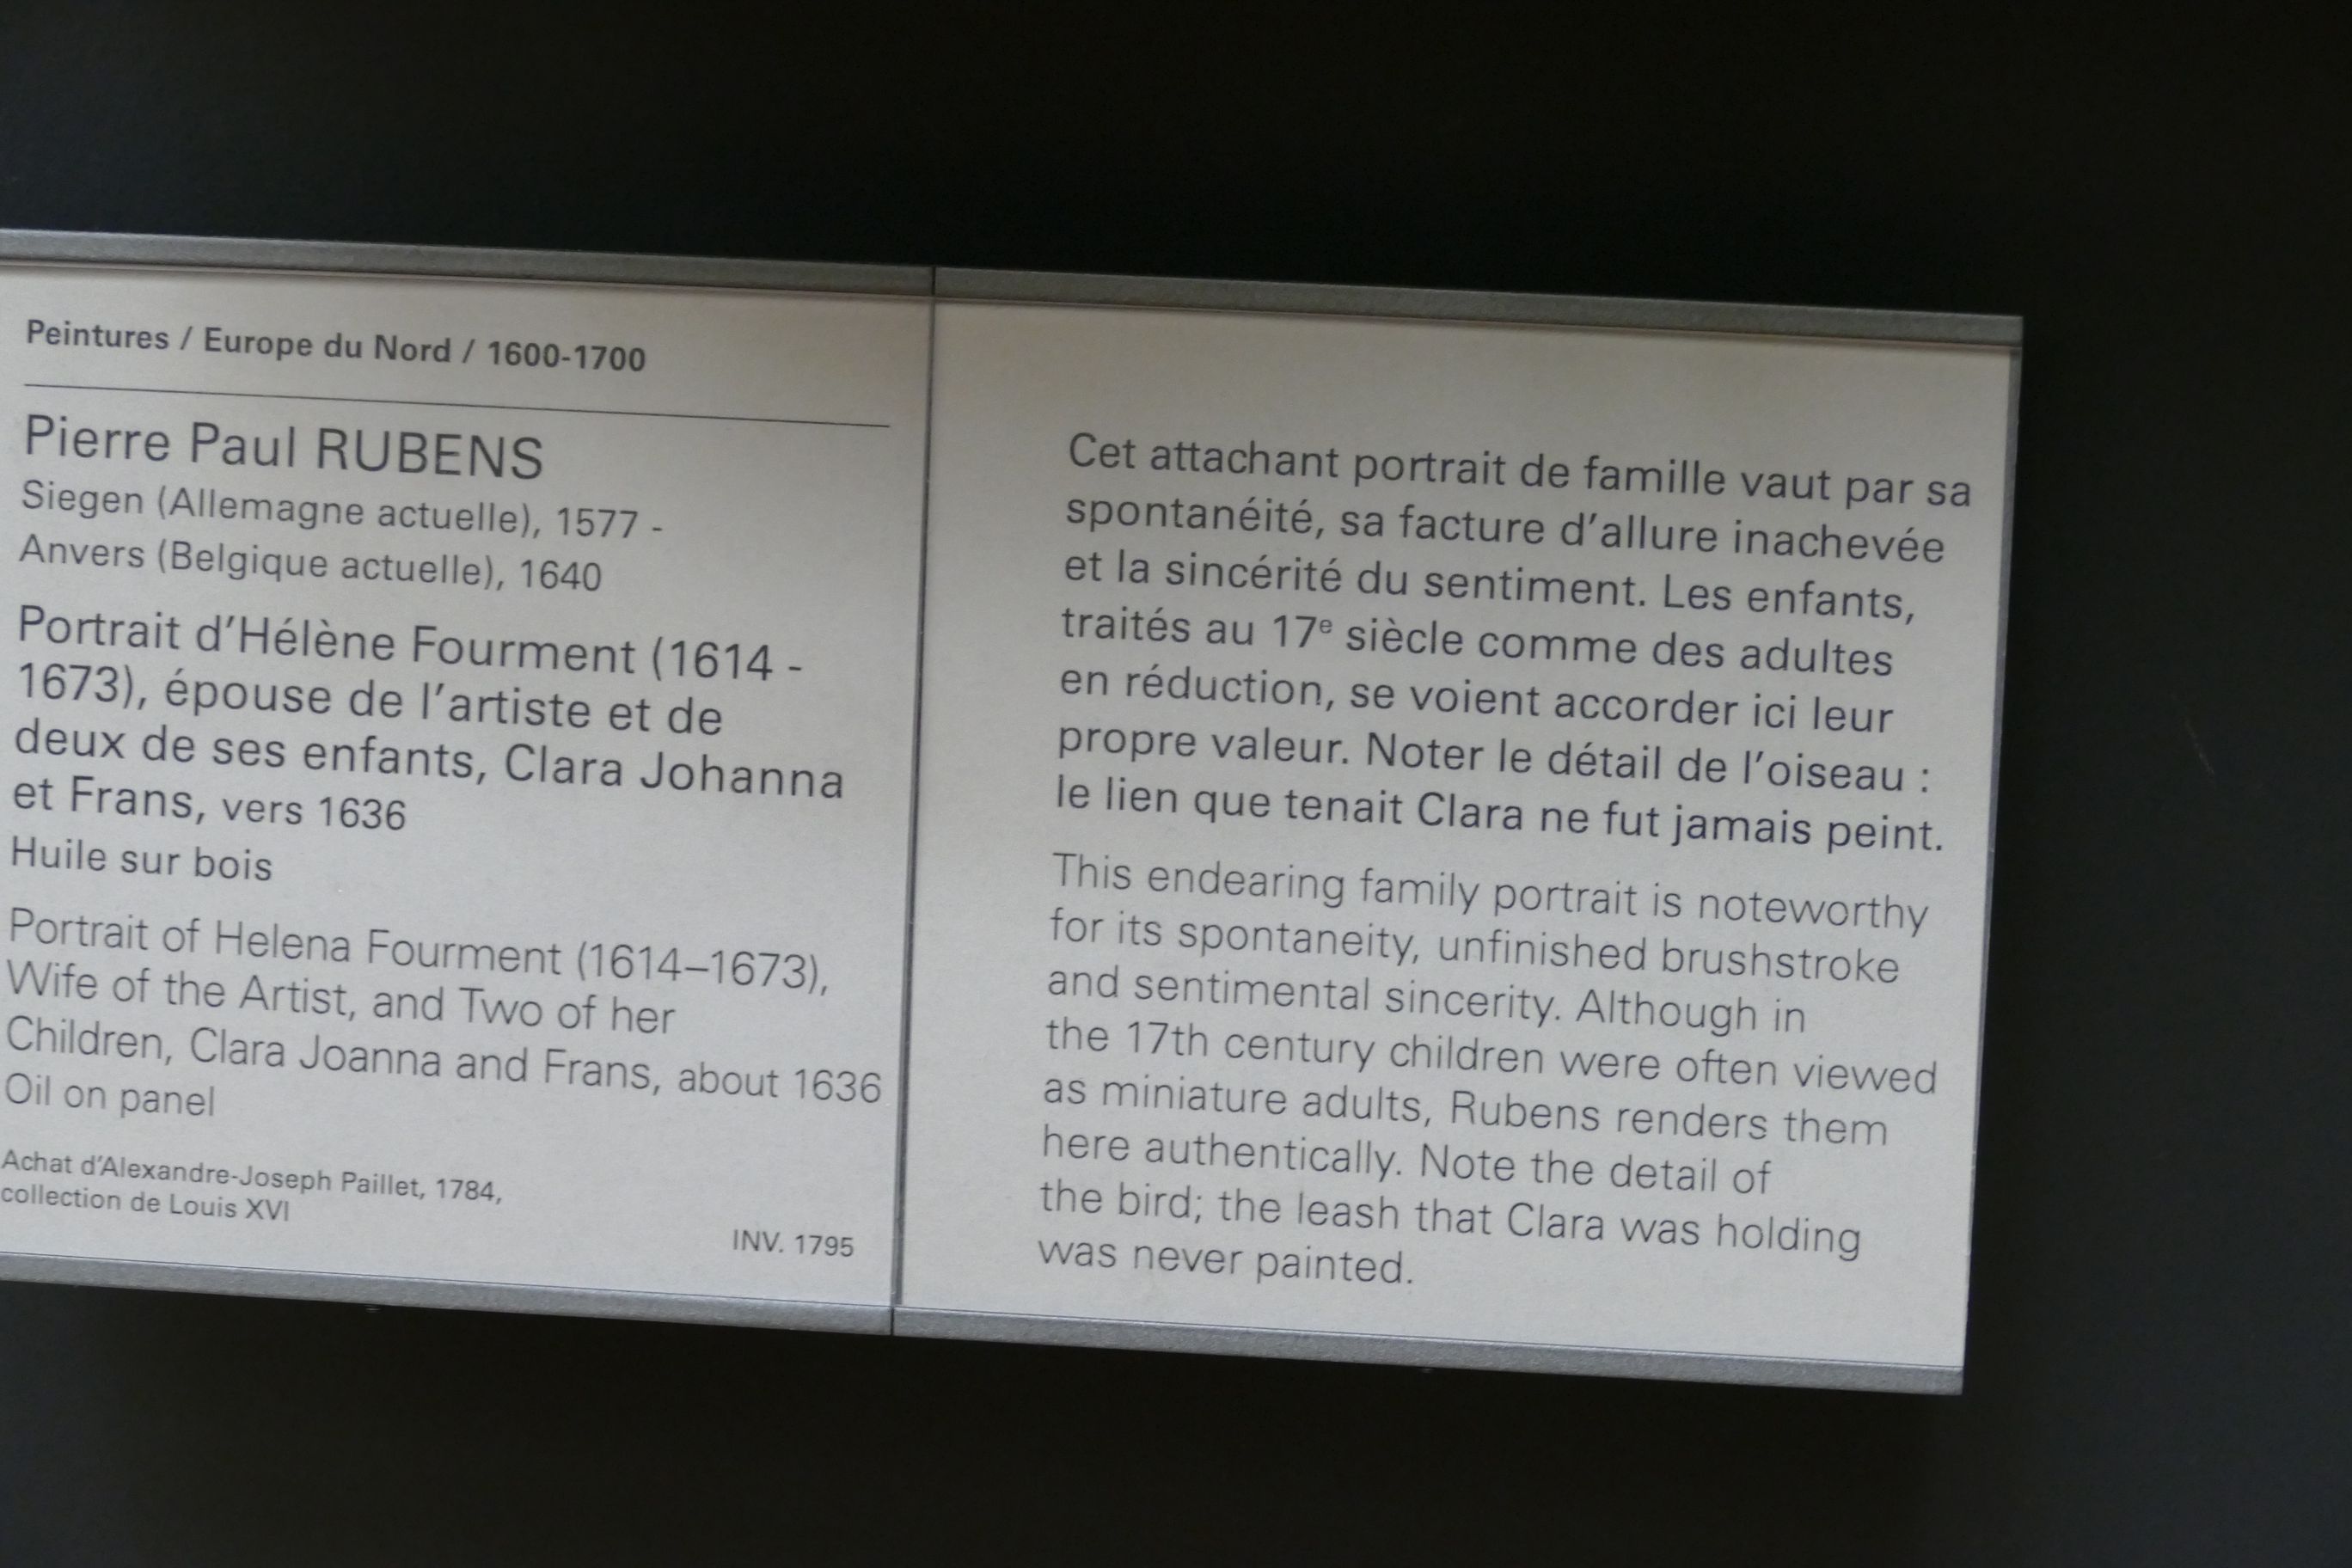 Peintures / Europe du Nord / 1600-1700
Pierre Paul RUBENS
Siegen (Allemagne actuelle), 1577 -
Anvers (Belgique actuelle), 1640
Portrait d'Hélène Fourment (1614 -
1673), épouse de l'artiste et de
deux de ses enfants, Clara Johanna
et Frans, vers 1636
Huile sur bois
Portrait of Helena Fourment (1614–1673),
Wife of the Artist, and Two of her
Children, Clara Joanna and Frans, about 1636
Oil on panel
Achat d'Alexandre-Joseph Paillet, 1784,
collection de Louis XVI
INV. 1795
Cet attachant portrait de famille vaut par sa
spontanéité, sa facture d'allure inachevée
et la sincérité du sentiment. Les enfants,
traités au 17e siècle comme des adultes
en réduction, se voient accorder ici leur
propre valeur. Noter le détail de l'oiseau :
le lien que tenait Clara ne fut jamais peint.
This endearing family portrait is noteworthy
for its spontaneity, unfinished brushstroke
and sentimental sincerity. Although in
the 17th century children were often viewed
as miniature adults, Rubens renders them
here authentically. Note the detail of
the bird; the leash that Clara was holding
was never painted.